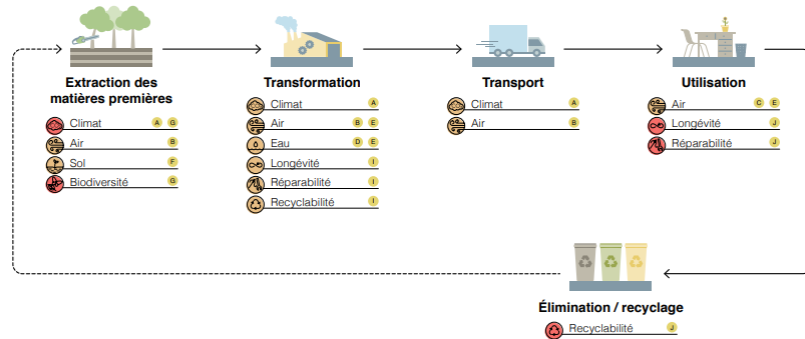 Extraction des
matières premières
Climat A G
Air B
Sol F
Biodiversité G
Transformation
Climat A
Air B E
Eau D E
Longévité I
Réparabilité I
Recyclabilité I
Transport
Climat A
Air B
Utilisation
Air C E
Longévité J
Réparabilité J
Élimination / recyclage
Recyclabilité J